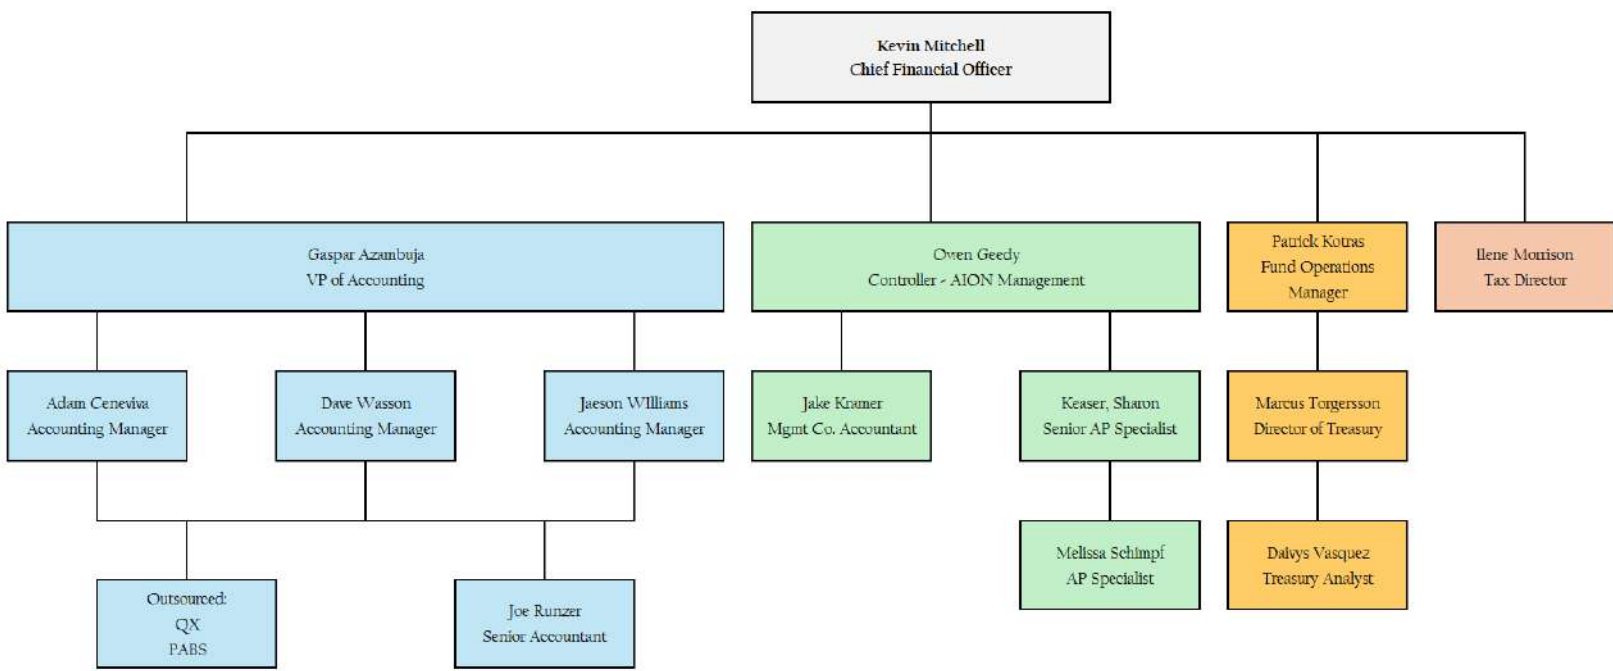 Kevin Mitchell
Chief Financial Officer
Gaspar Azambuja
VP of Accounting
Owen Geedy
Controller - AION Management
Patrick Kotras
Fund Operations
Manager
Ilene Morrison
Tax Director
Adam Ceneviva
Accounting Manager
Dave Wasson
Accounting Manager
Jaeson WIlliams
Accounting Manager
Jake Kramer
Mgmt Co. Accountant
Keaser, Sharon
Senior AP Specialist
Marcus Torgersson
Director of Treasury
Outsourced:
QX
PABS
Joe Runzer
Senior Accountant
Melissa Schimpf
AP Specialist
Daivys Vasquez
Treasury Analyst